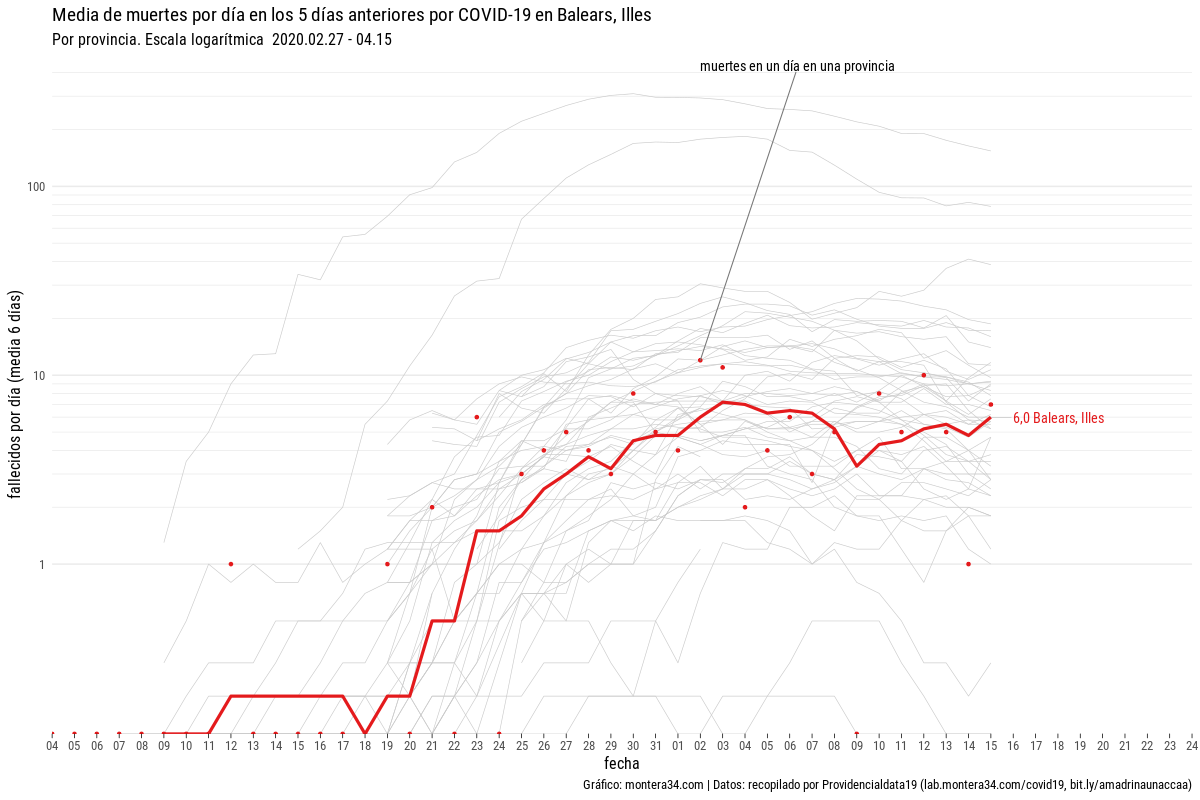 Media de muertes por día en los 5 días anteriores por COVID-19 en Balears, Illes
Por provincia. Escala logarítmica 2020.02.27 - 04.15
muertes en un día en una provincia
fallecidos por día (media 6 días)
100
10
1
6,0 Balears, Illes
04 05 06 07 08 09 10 11 12 13 14 15 16 17 18 19 20 21 22 23 24 25 26 27 28 29 30 31 01 02 03 04 05 06 07 08 09 10 11 12 13 14 15 16 17 18 19 20 21 22 23 24
fecha
Gráfico: montera34.com | Datos: recopilado por Providencialdata19 (lab.montera34.com/covid19, bit.ly/amadrinaunaccaa)